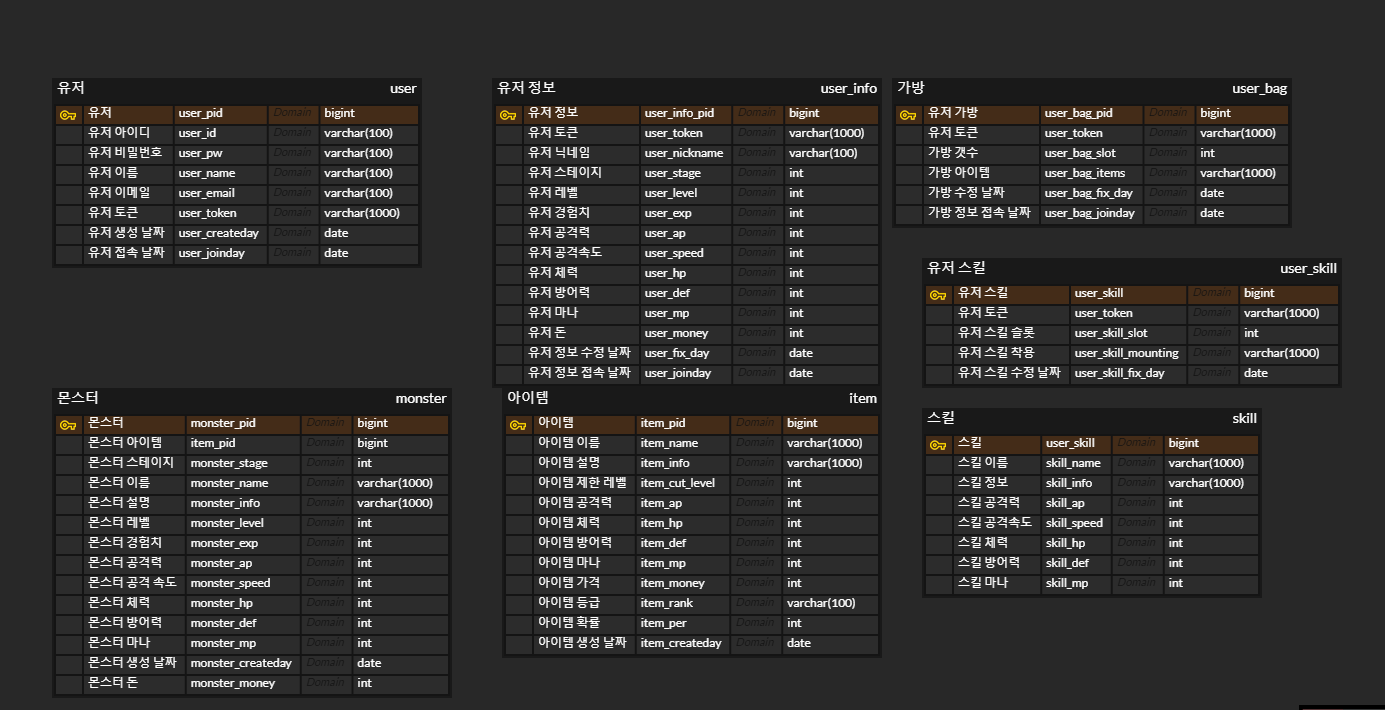 유저 user
유저 user_pid Domain bigint
유저 아이디 user_id Domain varchar(100)
유저 비밀번호 user_pw Domain varchar(100)
유저 이름 user_name Domain varchar(100)
유저 이메일 user_email Domain varchar(100)
유저 토큰 user_token Domain varchar(1000)
유저 생성 날짜 user_createday Domain date
유저 접속 날짜 user_joinday Domain date
유저 정보 user_info
유저 정보 user_info_pid Domain bigint
유저 토큰 user_token Domain varchar(1000)
유저 닉네임 user_nickname Domain varchar(100)
유저 스테이지 user_stage Domain int
유저 레벨 user_level Domain int
유저 경험치 user_exp Domain int
유저 공격력 user_ap Domain int
유저 공격속도 user_speed Domain int
유저 체력 user_hp Domain int
유저 방어력 user_def Domain int
유저 마나 user_mp Domain int
유저 돈 user_money Domain int
유저 정보 수정 날짜 user_fix_day Domain date
유저 정보 접속 날짜 user_joinday Domain date
가방 user_bag
유저 가방 user_bag_pid Domain bigint
유저 토큰 user_token Domain varchar(1000)
가방 갯수 user_bag_slot Domain int
가방 아이템 user_bag_items Domain varchar(1000)
가방 수정 날짜 user_bag_fix_day Domain date
가방 정보 접속 날짜 user_bag_joinday Domain date
유저 스킬 user_skill
유저 스킬 user_skill Domain bigint
유저 토큰 user_token Domain varchar(1000)
유저 스킬 슬롯 user_skill_slot Domain int
유저 스킬 착용 user_skill_mounting Domain varchar(1000)
유저 스킬 수정 날짜 user_skill_fix_day Domain date
몬스터 monster
몬스터 monster_pid Domain bigint
몬스터 아이템 item_pid Domain bigint
몬스터 스테이지 monster_stage Domain int
몬스터 이름 monster_name Domain varchar(1000)
몬스터 설명 monster_info Domain varchar(1000)
몬스터 레벨 monster_level Domain int
몬스터 경험치 monster_exp Domain int
몬스터 공격력 monster_ap Domain int
몬스터 공격 속도 monster_speed Domain int
몬스터 체력 monster_hp Domain int
몬스터 방어력 monster_def Domain int
몬스터 마나 monster_mp Domain int
몬스터 생성 날짜 monster_createday Domain date
몬스터 돈 monster_money Domain int
아이템 item
아이템 item_pid Domain bigint
아이템 이름 item_name Domain varchar(1000)
아이템 설명 item_info Domain varchar(1000)
아이템 제한 레벨 item_cut_level Domain int
아이템 공격력 item_ap Domain int
아이템 체력 item_hp Domain int
아이템 방어력 item_def Domain int
아이템 마나 item_mp Domain int
아이템 가격 item_money Domain int
아이템 등급 item_rank Domain varchar(100)
아이템 확률 item_per Domain int
아이템 생성 날짜 item_createday Domain date
스킬 skill
스킬 user_skill Domain bigint
스킬 이름 skill_name Domain varchar(1000)
스킬 정보 skill_info Domain varchar(1000)
스킬 공격력 skill_ap Domain int
스킬 공격속도 skill_speed Domain int
스킬 체력 skill_hp Domain int
스킬 방어력 skill_def Domain int
스킬 마나 skill_mp Domain int